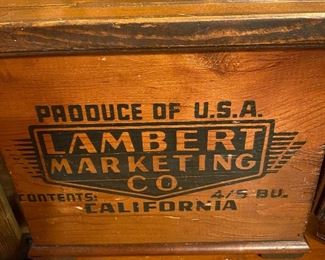 PRODUCE OF U.S.A.
LAMBERT
MARKETING
CO.
CONTENTS: 4/5 BU.
CALIFORNIA